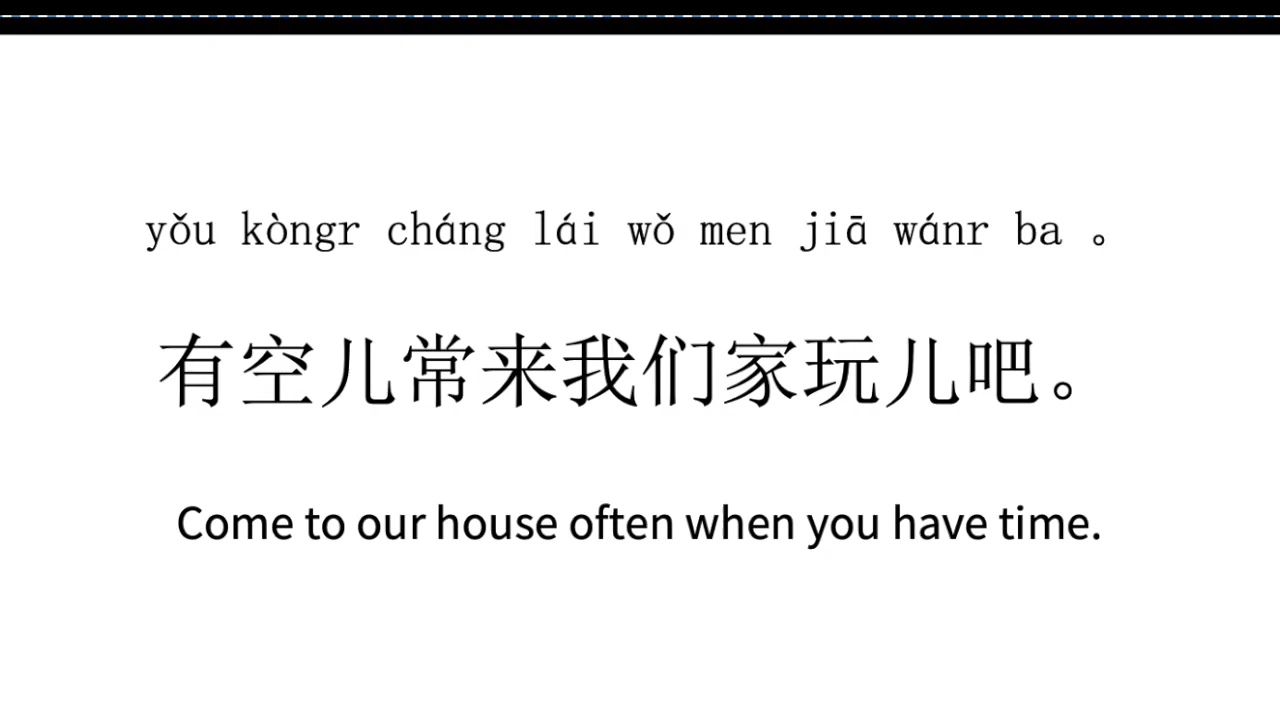 yǒu kòngr cháng lái wǒ men jiā wánr ba 。
有空儿常来我们家玩儿吧。
Come to our house often when you have time.